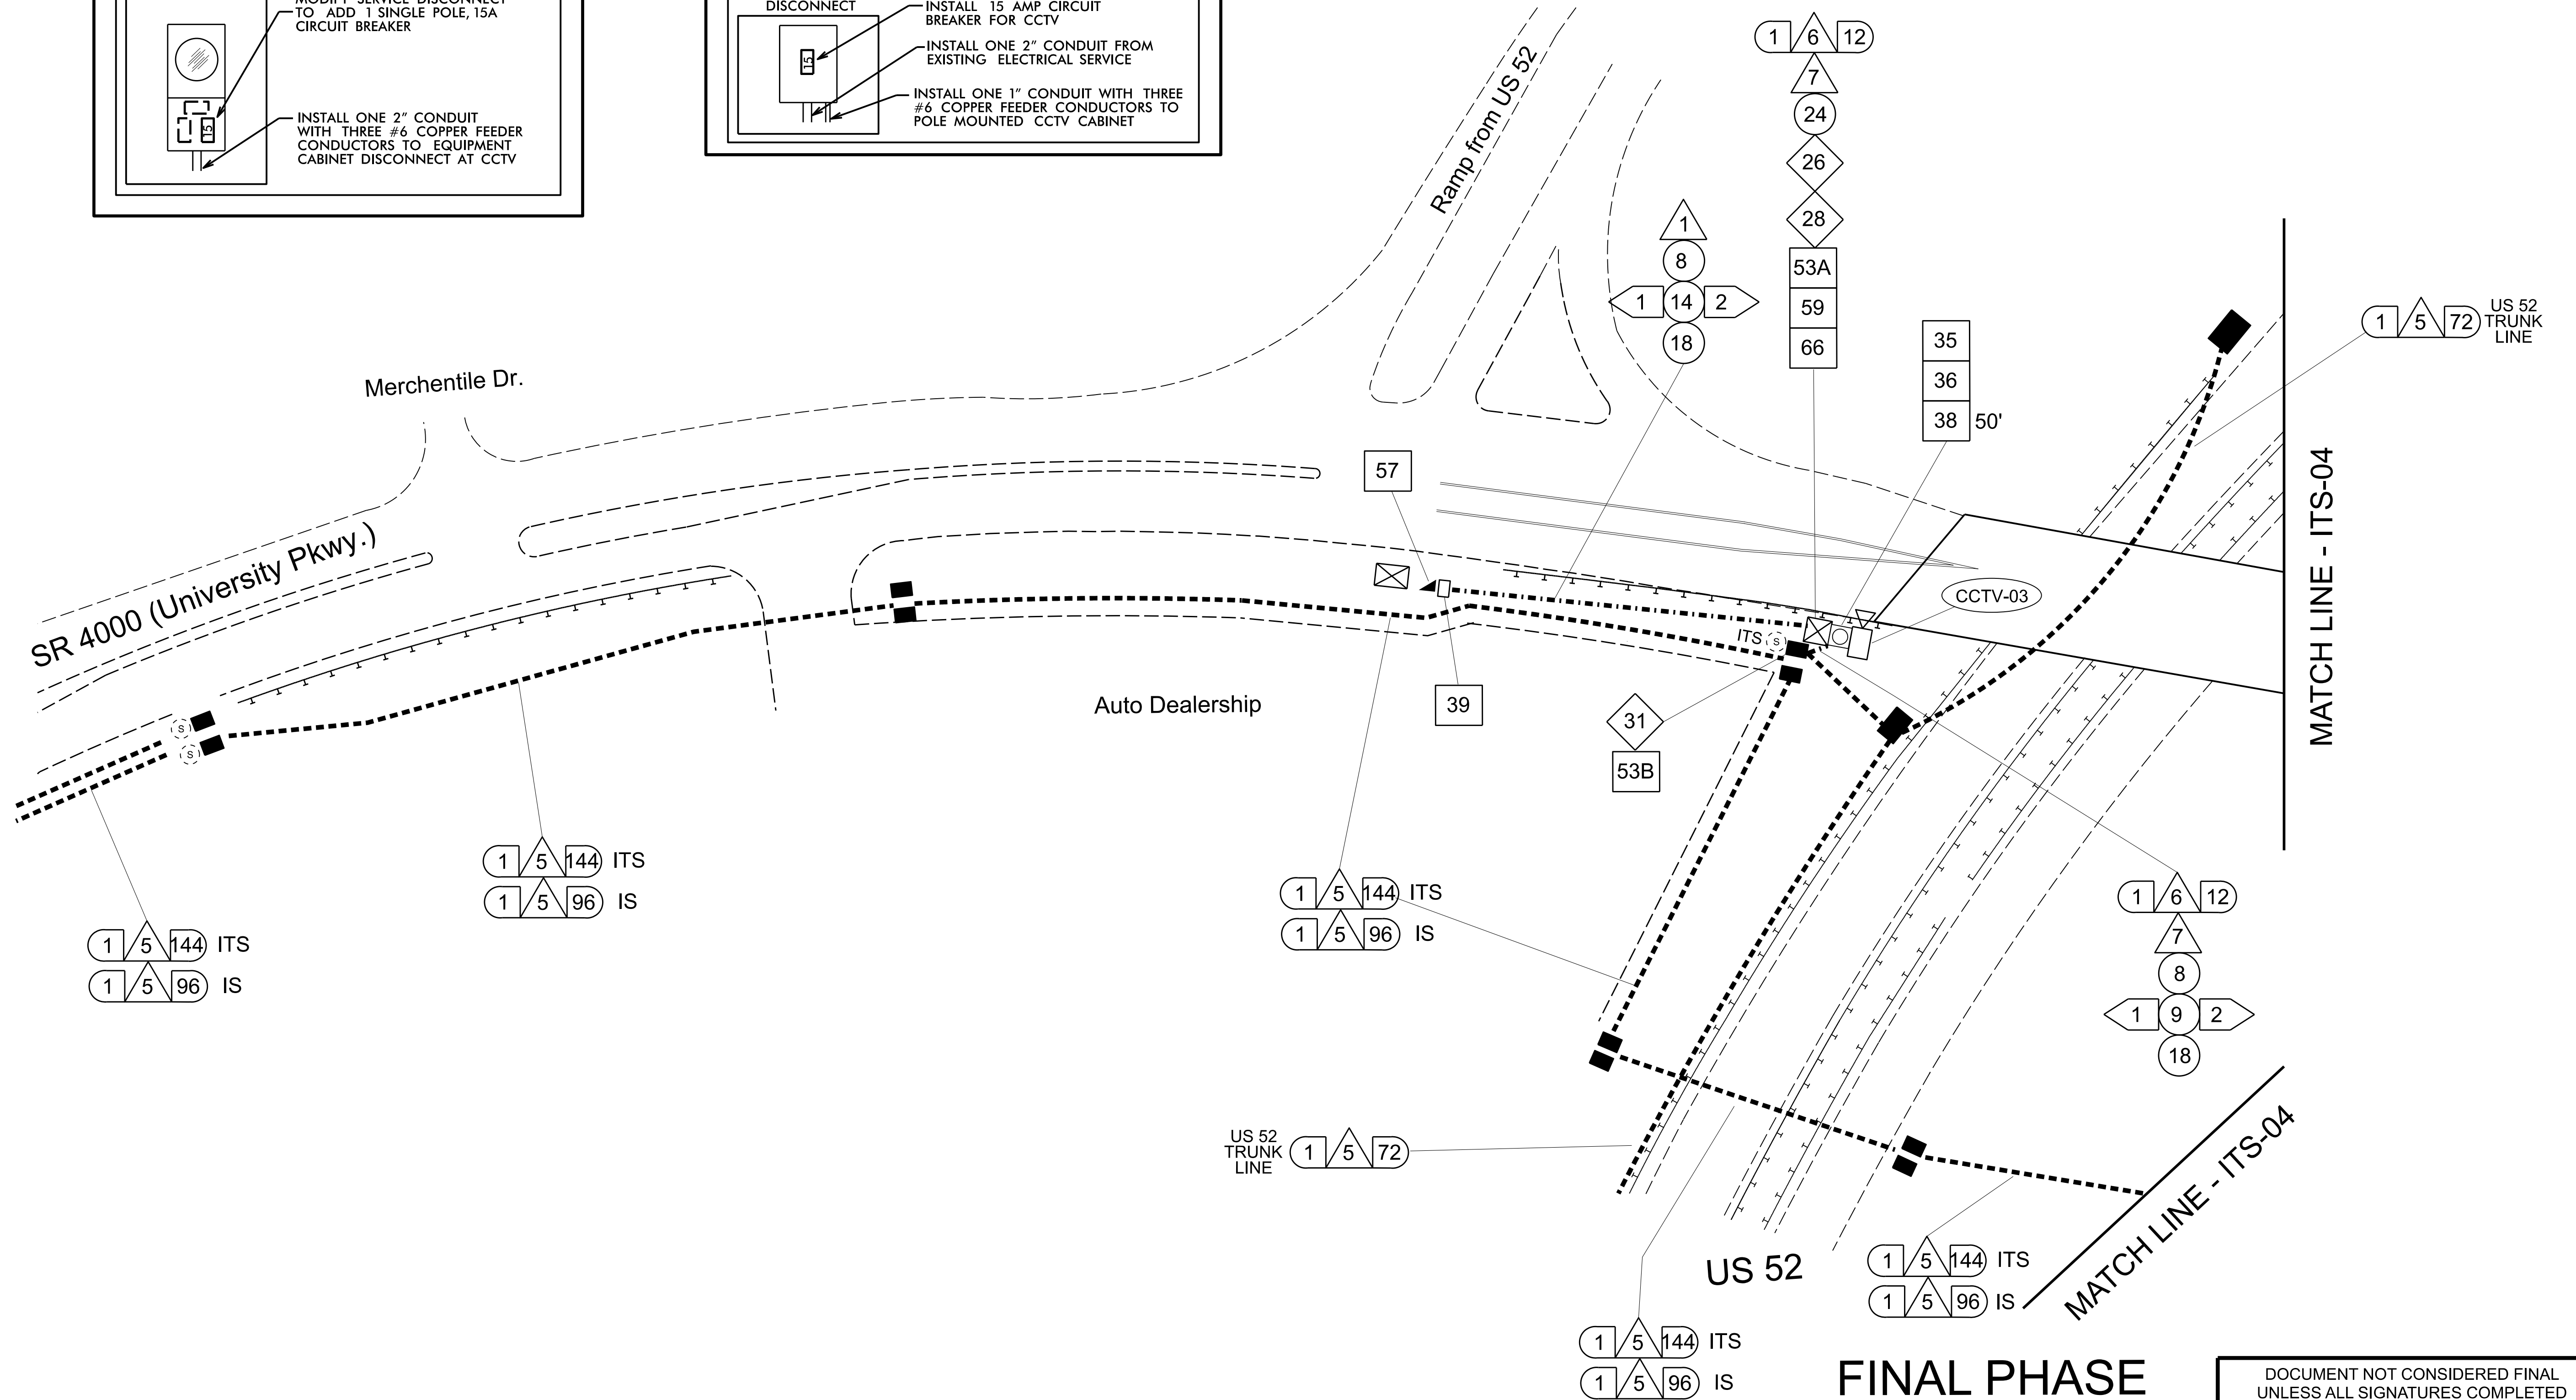 MODIFY SERVICE DISCONNECT
TO ADD 1 SINGLE POLE, 15A
CIRCUIT BREAKER
15
INSTALL ONE 2" CONDUIT
WITH THREE #6 COPPER FEEDER
CONDUCTORS TO EQUIPMENT
CABINET DISCONNECT AT CCTV
DISCONNECT
INSTALL 15 AMP CIRCUIT
BREAKER FOR CCTV
15
INSTALL ONE 2" CONDUIT FROM
EXISTING ELECTRICAL SERVICE
INSTALL ONE 1" CONDUIT WITH THREE
#6 COPPER FEEDER CONDUCTORS TO
POLE MOUNTED CCTV CABINET
Ramp from US 52
1 6 12
7
24
26
28
53A
59
66
1
8
1 14 2
18
35
36
38 50'
1 5 72 US 52
TRUNK
LINE
MATCH LINE - ITS-04
Merchentile Dr.
SR 4000 (University Pkwy.)
57
39
CCTV-03
ITS S
Auto Dealership
31
53B
S
S
1 5 144 ITS
1 5 96 IS
1 5 144 ITS
1 5 96 IS
1 5 144 ITS
1 5 96 IS
1 6 12
7
8
1 9 2
18
US 52
TRUNK
LINE
1 5 72
US 52
1 5 144 ITS
1 5 96 IS
MATCH LINE - ITS-04
1 5 144 ITS
1 5 96 IS
FINAL PHASE
DOCUMENT NOT CONSIDERED FINAL
UNLESS ALL SIGNATURES COMPLETED